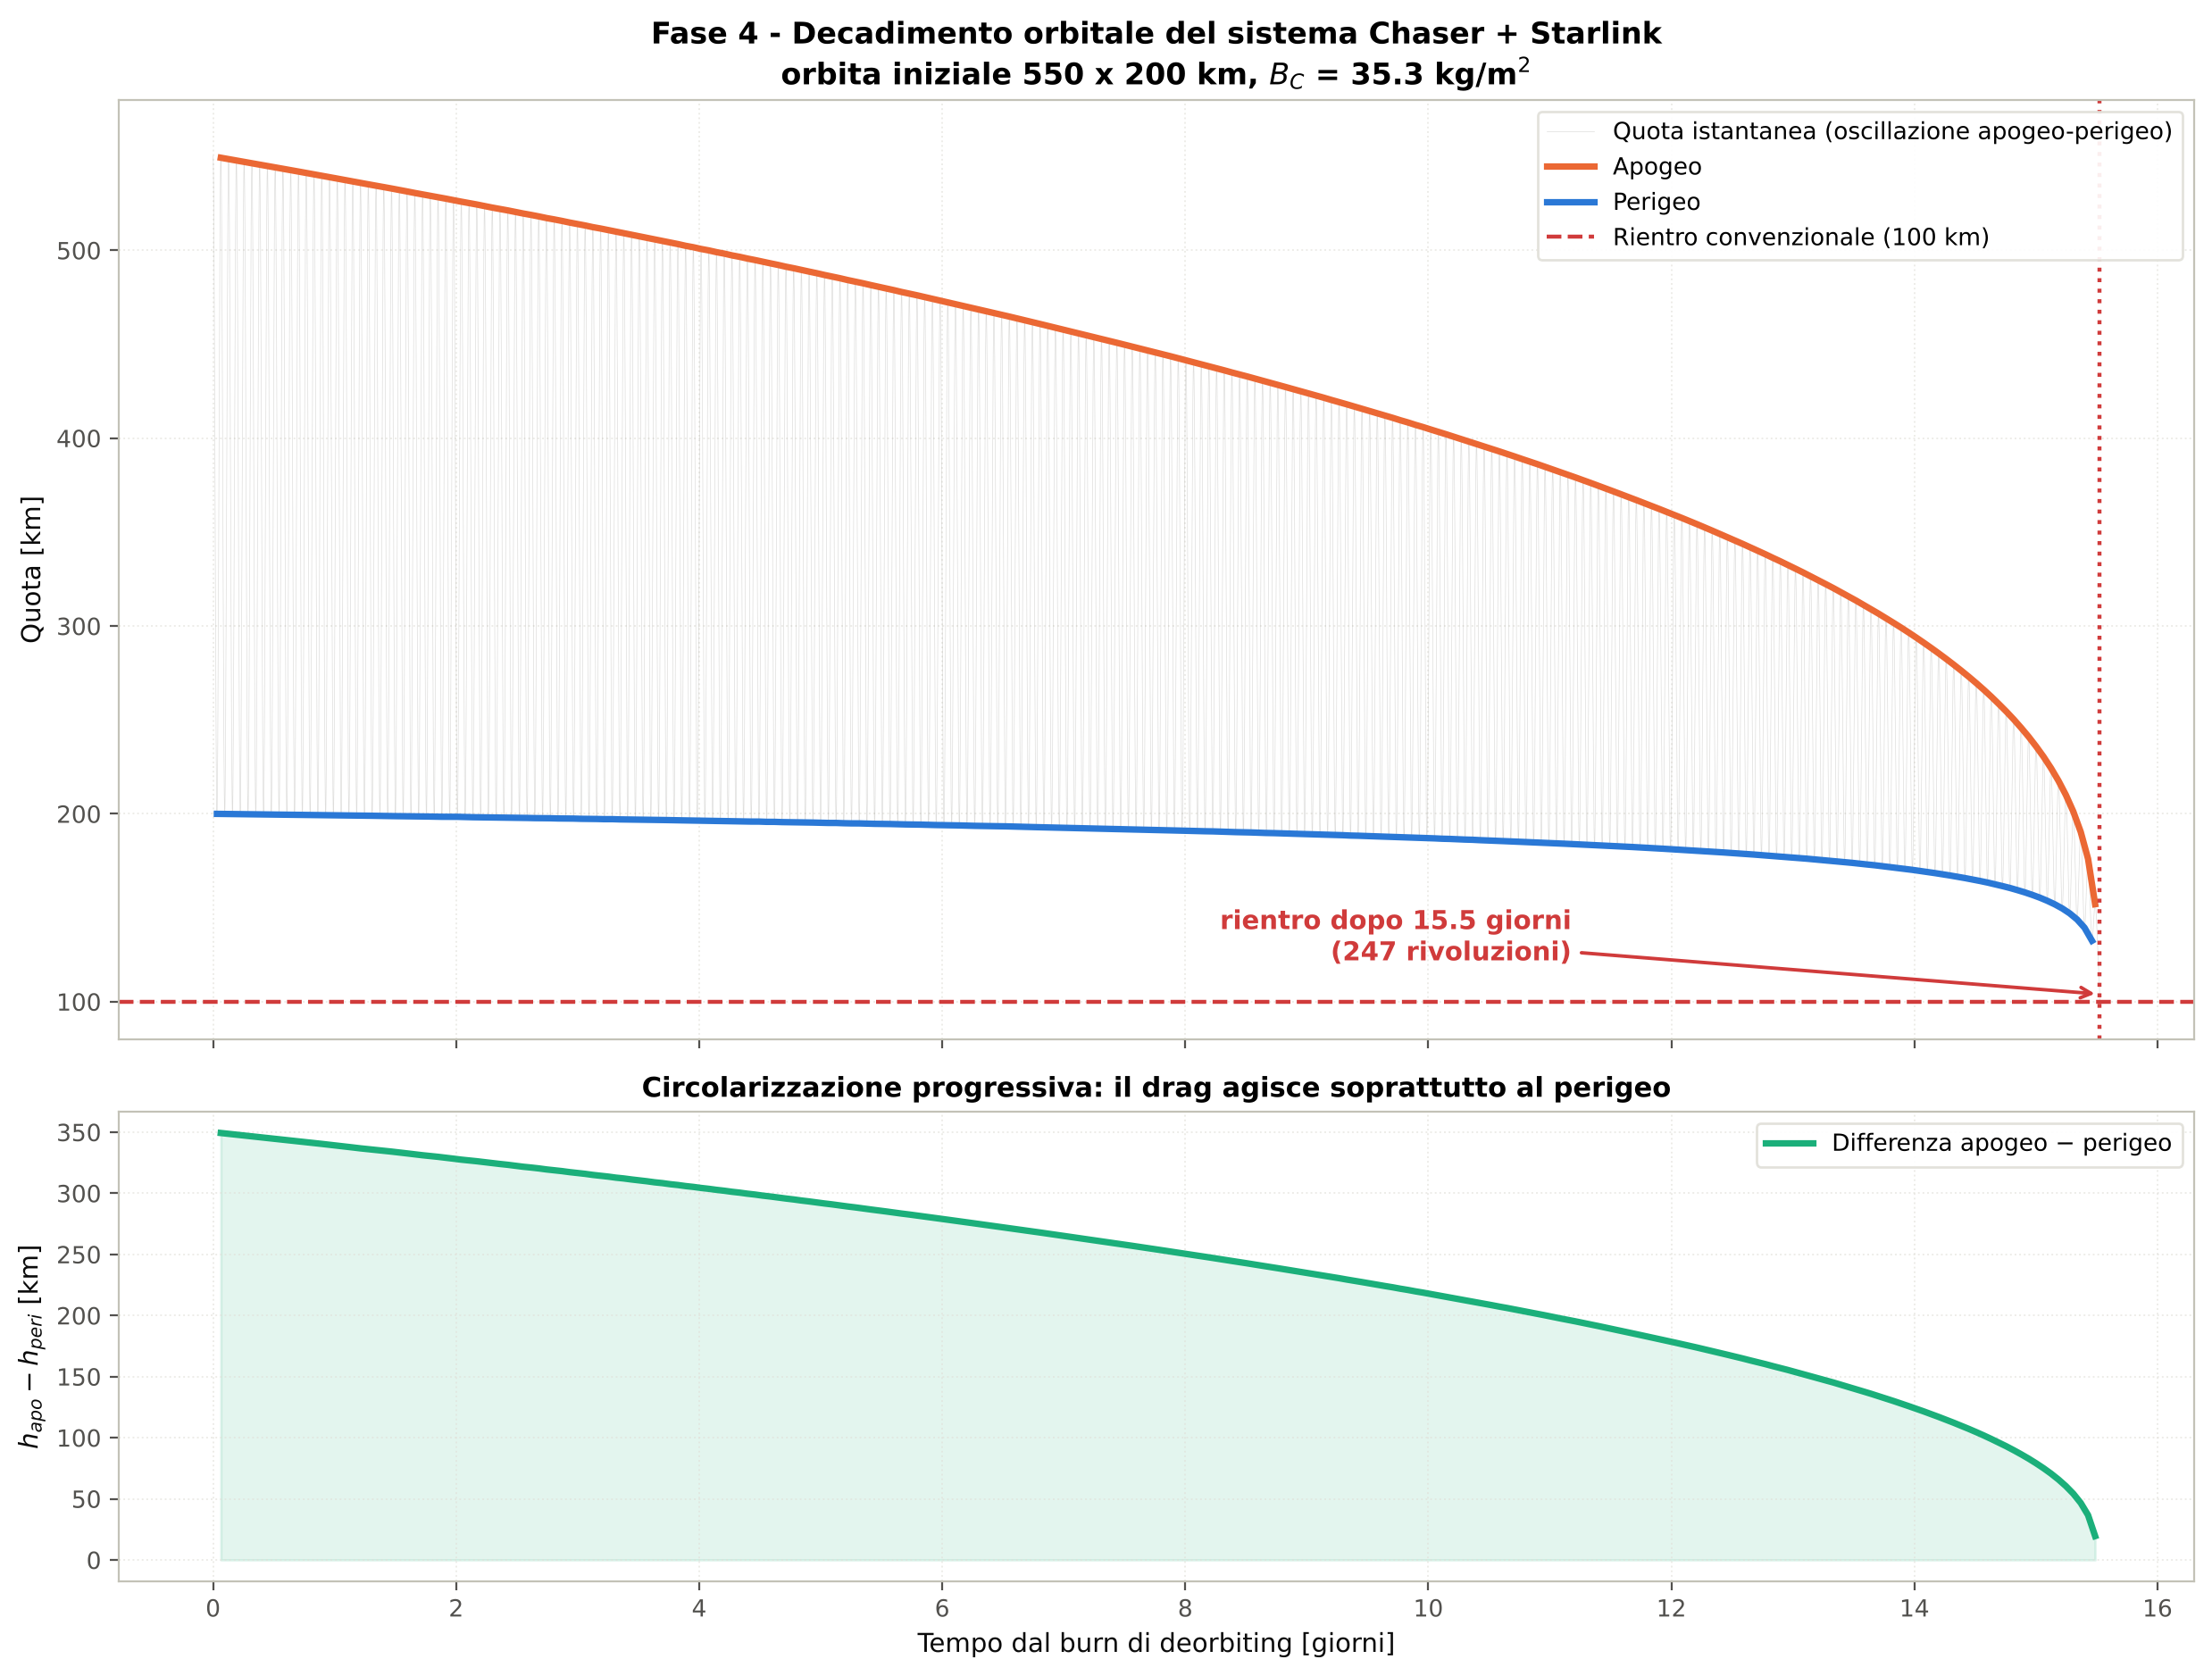 Fase 4 - Decadimento orbitale del sistema Chaser + Starlink
orbita iniziale 550 x 200 km, B_C = 35.3 kg/m²
Quota istantanea (oscillazione apogeo-perigeo)
Apogeo
Perigeo
Rientro convenzionale (100 km)
Quota [km]
500
400
300
200
100
rientro dopo 15.5 giorni
(247 rivoluzioni)
Circolarizzazione progressiva: il drag agisce soprattutto al perigeo
Differenza apogeo − perigeo
h_apo − h_peri [km]
350
300
250
200
150
100
50
0
0 2 4 6 8 10 12 14 16
Tempo dal burn di deorbiting [giorni]